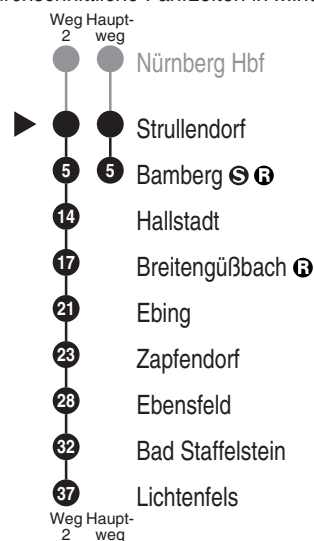 Weg Haupt-
2 weg
Nürnberg Hbf
Strullendorf
5 5 Bamberg S R
14 Hallstadt
17 Breitengüßbach R
21 Ebing
23 Zapfendorf
28 Ebensfeld
32 Bad Staffelstein
37 Lichtenfels
Weg Haupt-
2 weg